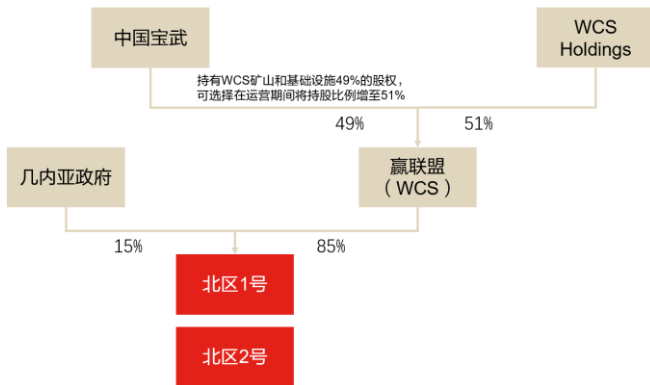 中国宝武
WCS
Holdings
持有WCS矿山和基础设施49%的股权，
可选择在运营期间将持股比例增至51%
49%
51%
几内亚政府
赢联盟
（WCS）
15%
85%
北区1号
北区2号